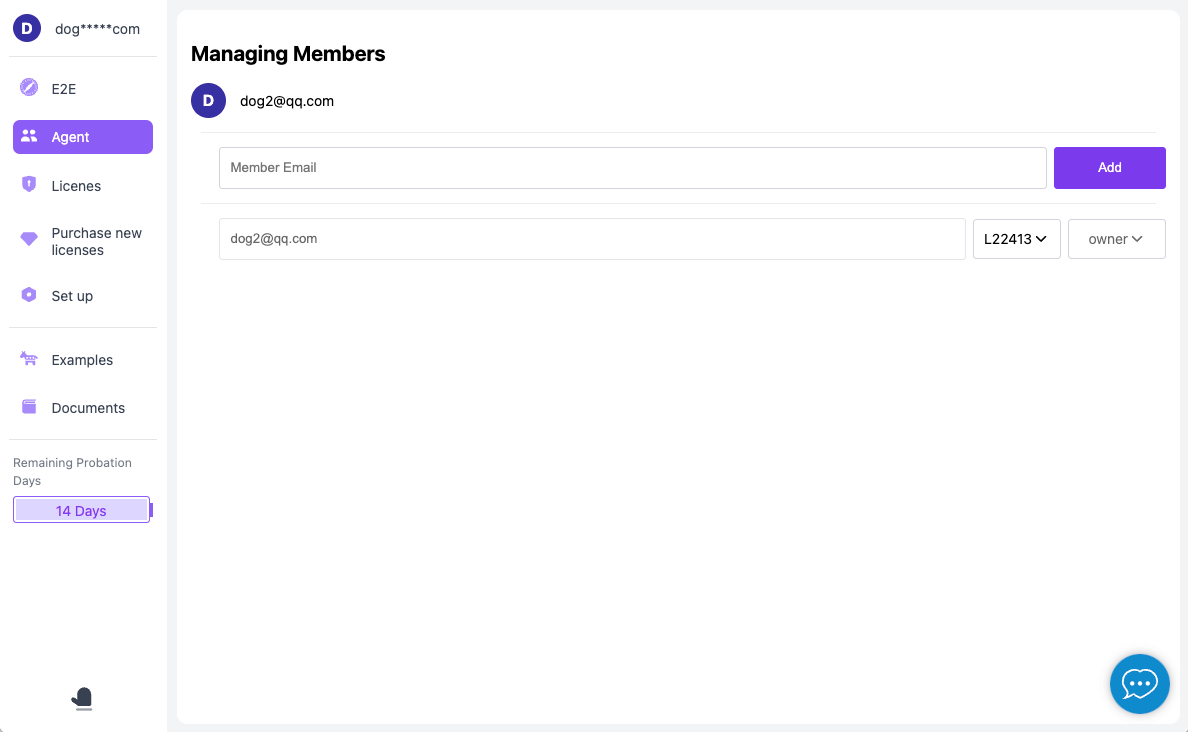 D dog*****com
E2E
Agent
Licenes
Purchase new
licenses
Set up
Examples
Documents
Remaining Probation
Days
14 Days
Managing Members
D dog2@qq.com
Member Email Add
dog2@qq.com L22413 owner